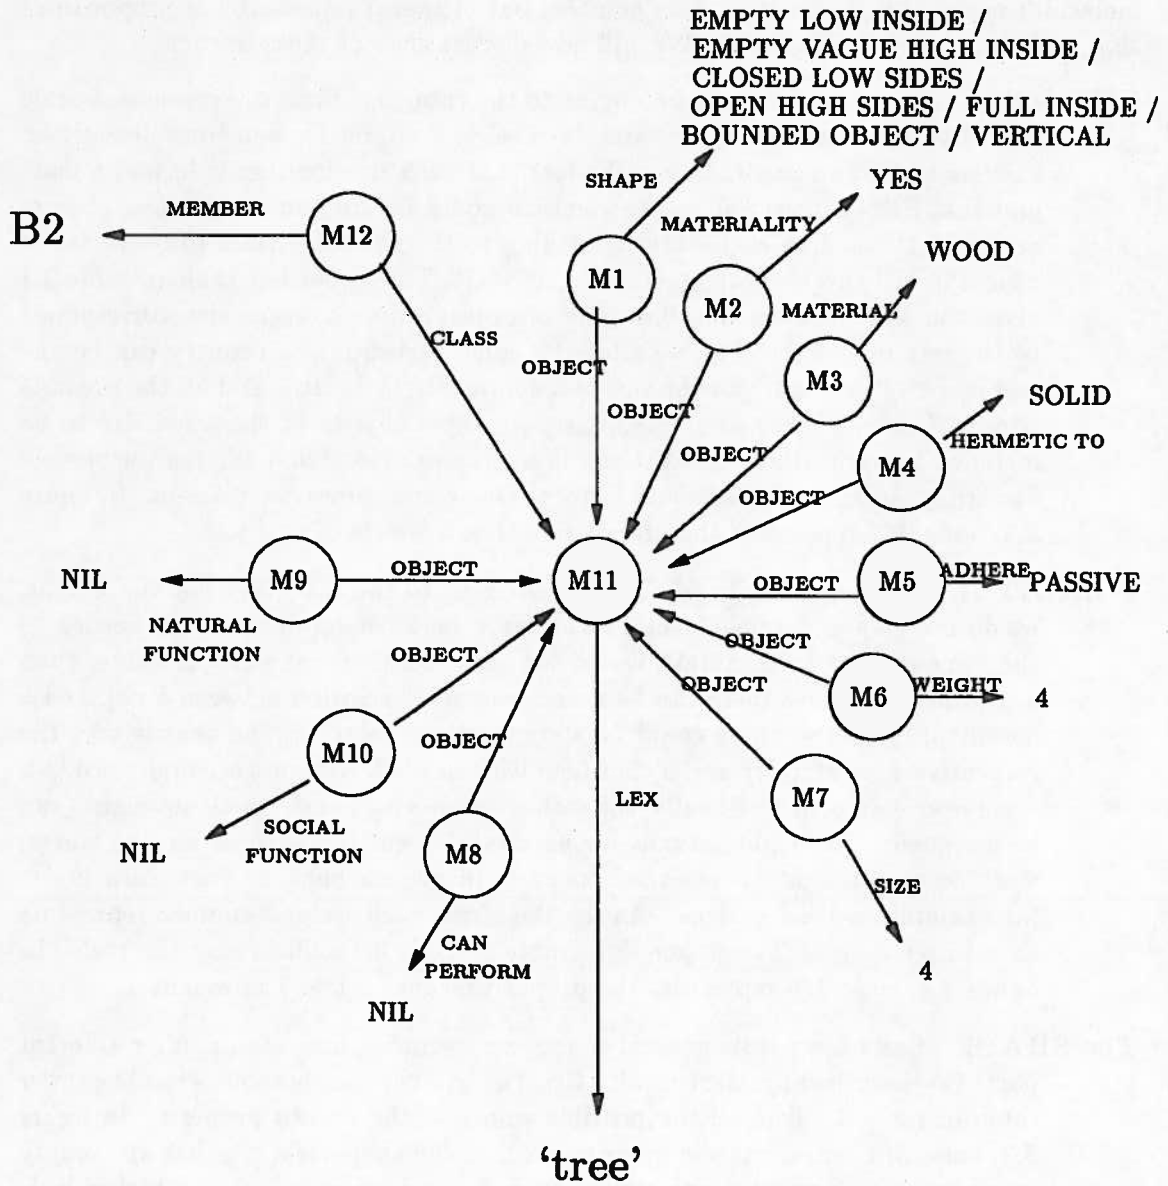 EMPTY LOW INSIDE /
EMPTY VAGUE HIGH INSIDE /
CLOSED LOW SIDES /
OPEN HIGH SIDES / FULL INSIDE /
BOUNDED OBJECT / VERTICAL
SHAPE
YES
B2
MEMBER
M12
MATERIALITY
WOOD
M1
M2
MATERIAL
CLASS
OBJECT
M3
SOLID
OBJECT
HERMETIC TO
OBJECT
M4
OBJECT
NIL
M9
OBJECT
M11
OBJECT
M5
ADHERE
PASSIVE
NATURAL
FUNCTION
OBJECT
OBJECT
OBJECT
M6
WEIGHT
4
M10
OBJECT
LEX
M7
NIL
SOCIAL
FUNCTION
M8
SIZE
CAN
PERFORM
4
NIL
'tree'